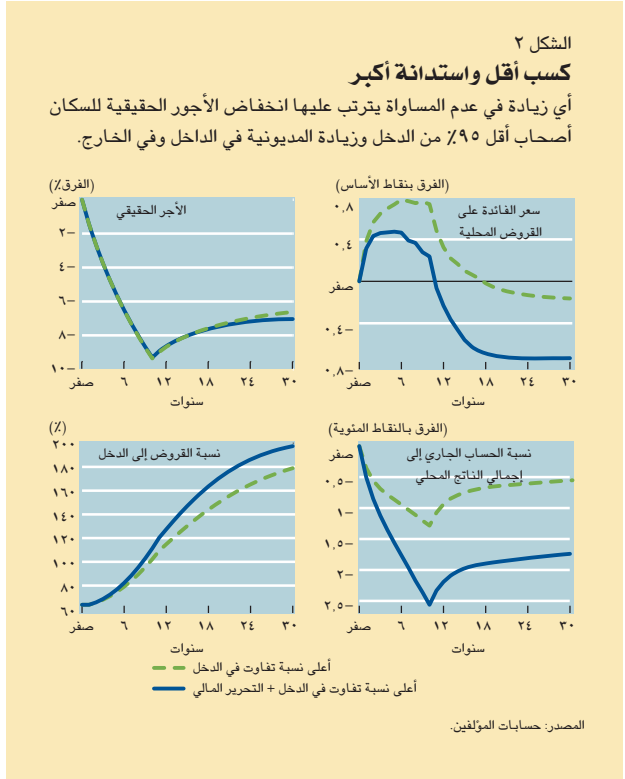 الشكل ٢
كسب أقل واستدانة أكبر
أي زيادة في عدم المساواة يترتب عليها انخفاض الأجور الحقيقية للسكان
أصحاب أقل ٩٥٪ من الدخل وزيادة المديونية في الداخل وفي الخارج.
(الفرق بنقاط الأساس)
سعر الفائدة على
القروض المحلية
٠,٨
٠,٤
صفر
٠,٤–
٠,٨–
صفر ٦ ١٢ ١٨ ٢٤ ٣٠
سنوات
(الفرق٪)
الأجر الحقيقي
صفر
٢–
٤–
٦–
٨–
١٠–
صفر ٦ ١٢ ١٨ ٢٤ ٣٠
سنوات
(الفرق بالنقاط المئوية)
نسبة الحساب الجاري إلى
إجمالي الناتج المحلي
صفر
٠,٥–
١–
١,٥–
٢–
٢,٥–
صفر ٦ ١٢ ١٨ ٢٤ ٣٠
سنوات
(٪)
نسبة القروض إلى الدخل
٢٠٠
١٨٠
١٦٠
١٤٠
١٢٠
١٠٠
٨٠
٦٠
صفر ٦ ١٢ ١٨ ٢٤ ٣٠
سنوات
أعلى نسبة تفاوت في الدخل
أعلى نسبة تفاوت في الدخل + التحرير المالي
المصدر: حسابات المؤلفين.